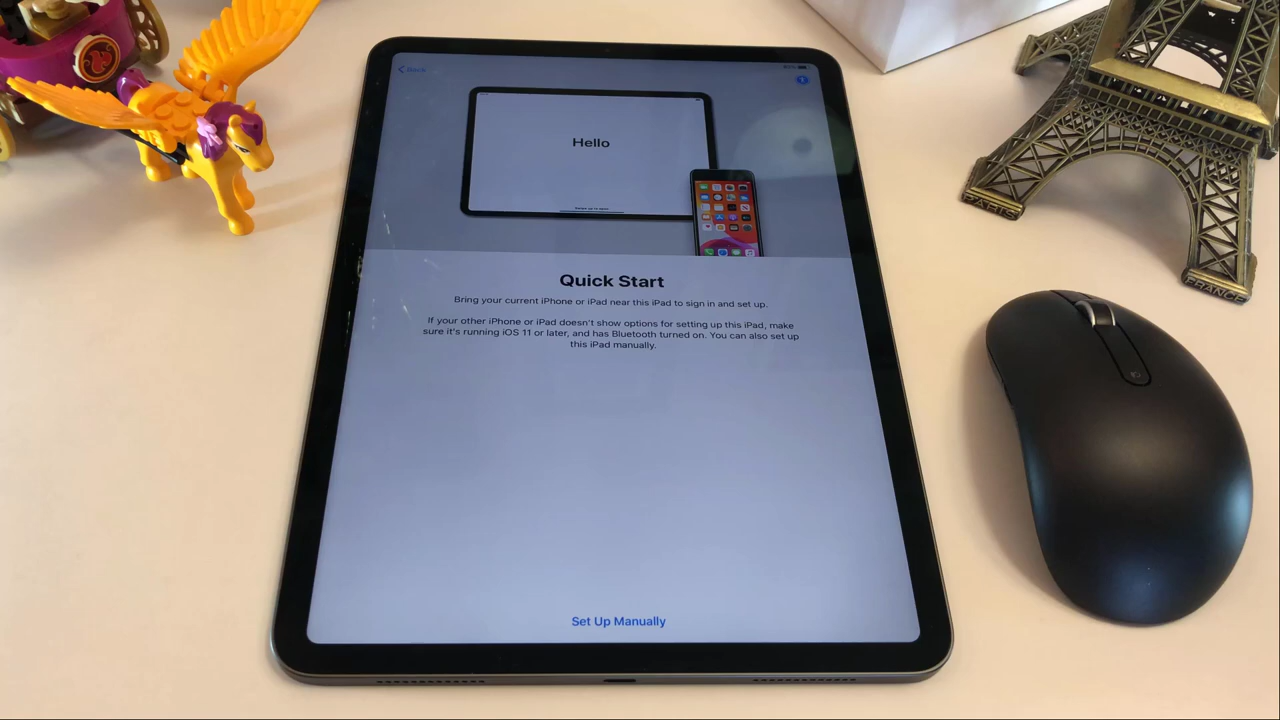 Back
Hello
Quick Start
Bring your current iPhone or iPad near this iPad to sign in and set up.
If your other iPhone or iPad doesn't show options for setting up this iPad, make
sure it's running iOS 11 or later, and has Bluetooth turned on. You can also set up
this iPad manually.
Set Up Manually
PARIS
FRANCE